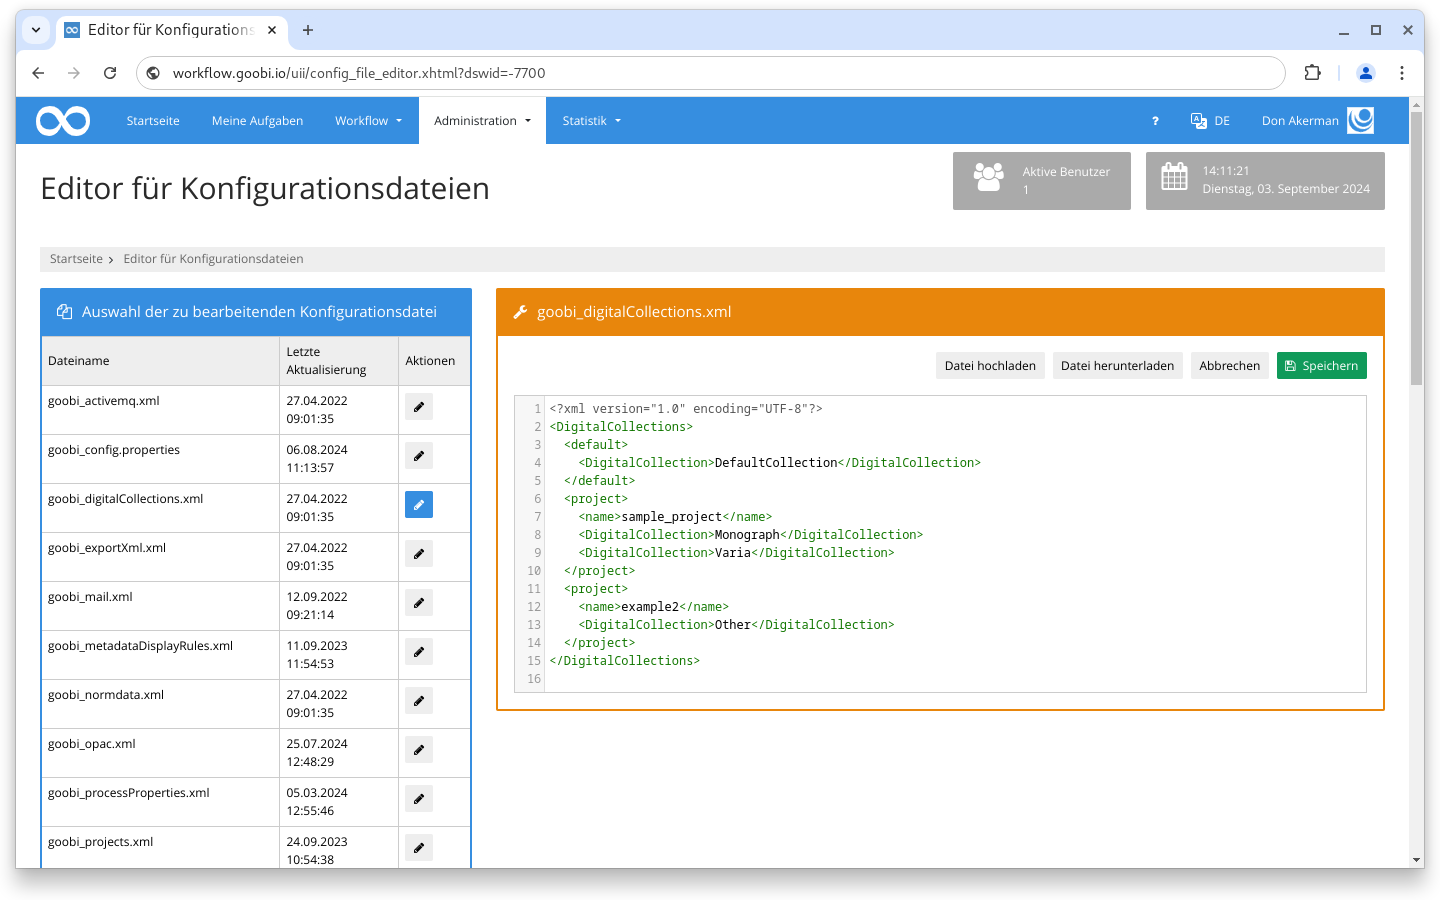 Editor für Konfigurations
workflow.goobi.io/uii/config_file_editor.xhtml?dswid=-7700
Startseite Meine Aufgaben Workflow Administration Statistik ? DE Don Akerman
Editor für Konfigurationsdateien
Aktive Benutzer
1
14:11:21
Dienstag, 03. September 2024
Startseite Editor für Konfigurationsdateien
Auswahl der zu bearbeitenden Konfigurationsdatei
Dateiname Letzte Aktualisierung Aktionen
goobi_activemq.xml 27.04.2022 09:01:35
goobi_config.properties 06.08.2024 11:13:57
goobi_digitalCollections.xml 27.04.2022 09:01:35
goobi_exportXml.xml 27.04.2022 09:01:35
goobi_mail.xml 12.09.2022 09:21:14
goobi_metadataDisplayRules.xml 11.09.2023 11:54:53
goobi_normdata.xml 27.04.2022 09:01:35
goobi_opac.xml 25.07.2024 12:48:29
goobi_processProperties.xml 05.03.2024 12:55:46
goobi_projects.xml 24.09.2023 10:54:38
goobi_digitalCollections.xml
Datei hochladen Datei herunterladen Abbrechen Speichern
1 <?xml version="1.0" encoding="UTF-8"?>
2 <DigitalCollections>
3 <default>
4 <DigitalCollection>DefaultCollection</DigitalCollection>
5 </default>
6 <project>
7 <name>sample_project</name>
8 <DigitalCollection>Monograph</DigitalCollection>
9 <DigitalCollection>Varia</DigitalCollection>
10 </project>
11 <project>
12 <name>example2</name>
13 <DigitalCollection>Other</DigitalCollection>
14 </project>
15 </DigitalCollections>
16